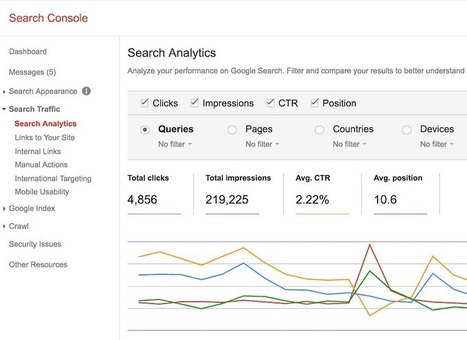 Search Console
Dashboard
Messages (5)
Search Appearance i
Search Traffic
Search Analytics
Links to Your Site
Internal Links
Manual Actions
International Targeting
Mobile Usability
Google Index
Crawl
Security Issues
Other Resources
Search Analytics
Analyze your performance on Google Search. Filter and compare your results to better understand
Clicks Impressions CTR Position
Queries Pages Countries Devices
No filter No filter No filter No filter
Total clicks Total impressions Avg. CTR Avg. position
4,856 219,225 2.22% 10.6